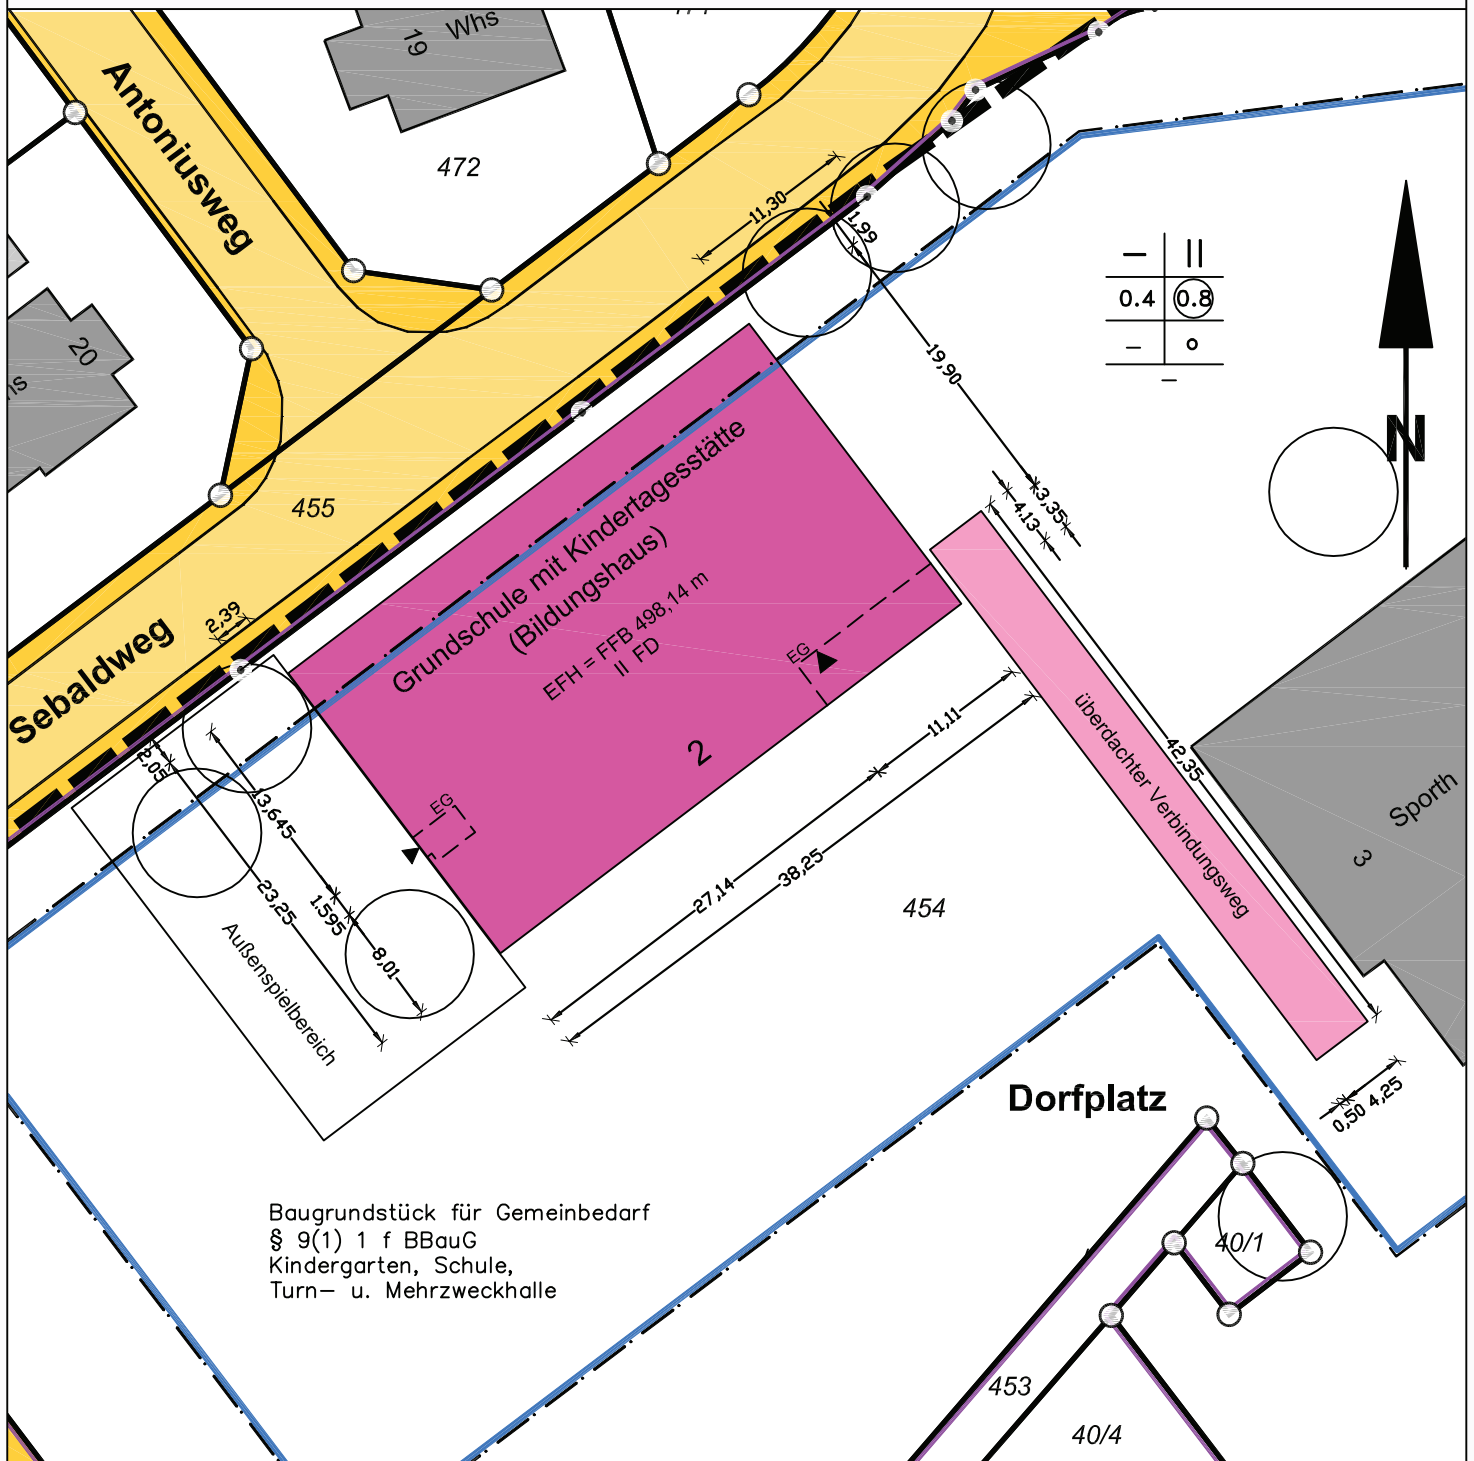 19 Whs
Antoniusweg
472
11,30
1,99
0.4 0.8
19,90
20
N
455
3,35
4,13
Grundschule mit Kindertagesstätte
(Bildungshaus)
EFH = FFB 498,14 m
II FD
EG
2
2,39
Sebaldweg
2,05
EG
13,645
1.595
23,25
8,01
Außenspielbereich
11,11
27,14
38,25
überdachter Verbindungsweg
42,35
Sporth
3
454
Dorfplatz
0,50 4,25
Baugrundstück für Gemeinbedarf
§ 9(1) 1 f BBauG
Kindergarten, Schule,
Turn– u. Mehrzweckhalle
40/1
453
40/4